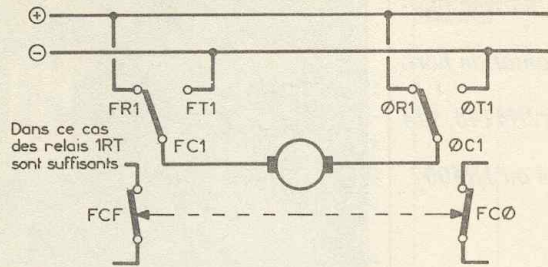 +
−
FR1
FT1
ØR1
ØT1
Dans ce cas
des relais 1RT
sont suffisants
FC1
ØC1
FCF
FCØ